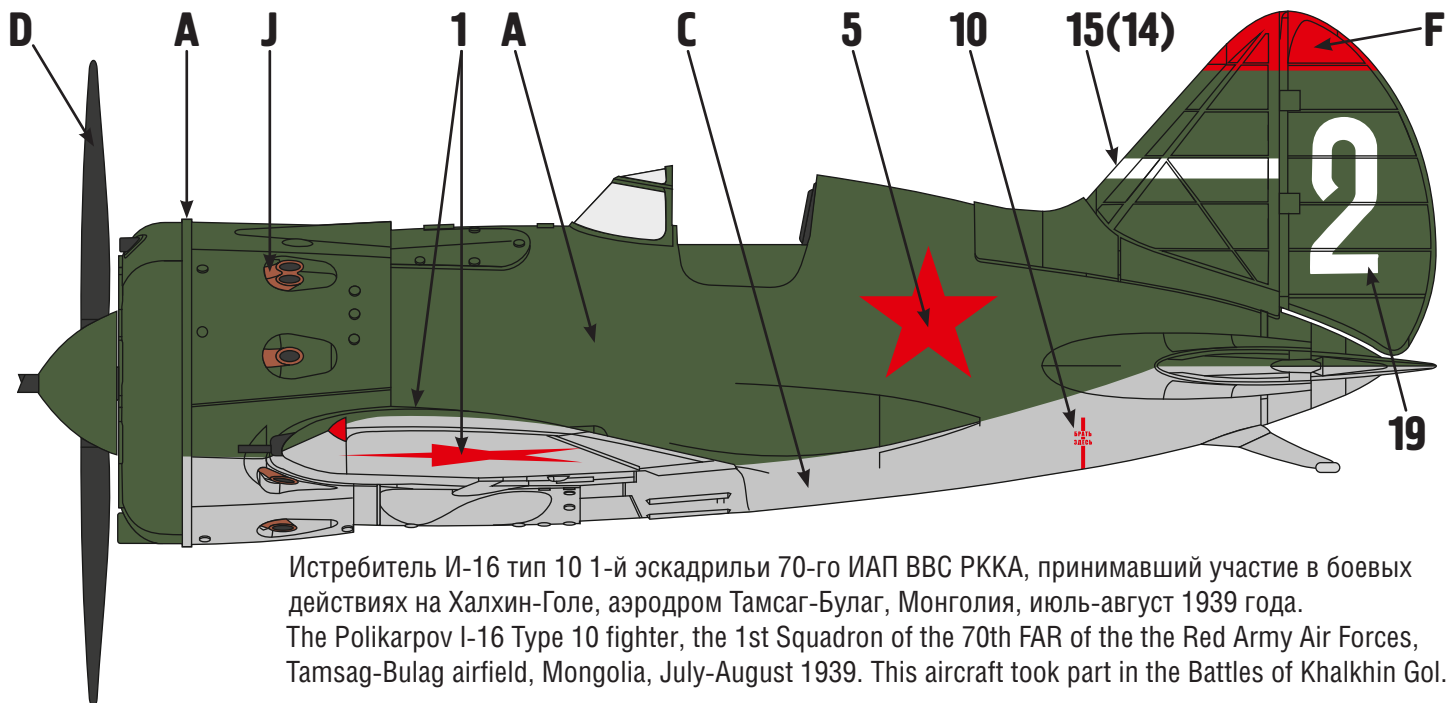 D A J 1 A C 5 10 15(14) F
2
19
БРАТЬ
ЗДЕСЬ
Истребитель И-16 тип 10 1-й эскадрильи 70-го ИАП ВВС РККА, принимавший участие в боевых
действиях на Халхин-Голе, аэродром Тамсаг-Булаг, Монголия, июль-август 1939 года.
The Polikarpov I-16 Type 10 fighter, the 1st Squadron of the 70th FAR of the the Red Army Air Forces,
Tamsag-Bulag airfield, Mongolia, July-August 1939. This aircraft took part in the Battles of Khalkhin Gol.